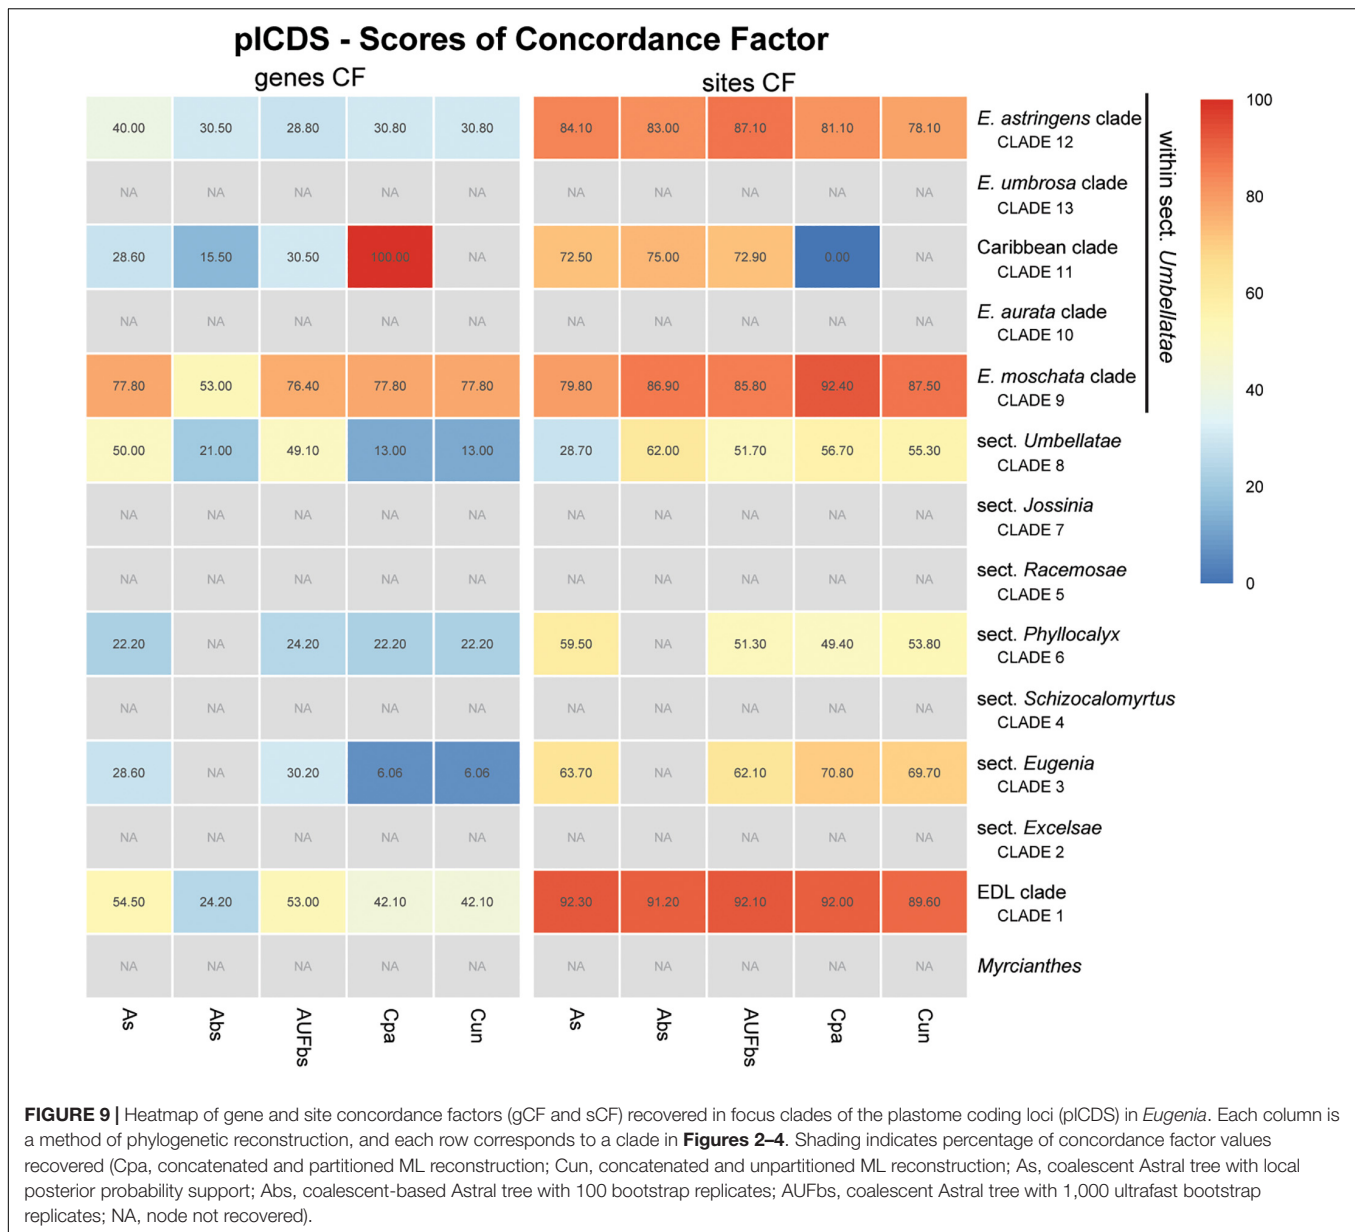 plCDS - Scores of Concordance Factor
genes CF
sites CF
40.00 30.50 28.80 30.80 30.80 84.10 83.00 87.10 81.10 78.10 E. astringens clade
CLADE 12
NA NA NA NA NA NA NA NA NA NA E. umbrosa clade
CLADE 13
28.60 15.50 30.50 100.00 NA 72.50 75.00 72.90 0.00 NA Caribbean clade
CLADE 11
NA NA NA NA NA NA NA NA NA NA E. aurata clade
CLADE 10
77.80 53.00 76.40 77.80 77.80 79.80 86.90 85.80 92.40 87.50 E. moschata clade
CLADE 9
50.00 21.00 49.10 13.00 13.00 28.70 62.00 51.70 56.70 55.30 sect. Umbellatae
CLADE 8
NA NA NA NA NA NA NA NA NA NA sect. Jossinia
CLADE 7
NA NA NA NA NA NA NA NA NA NA sect. Racemosae
CLADE 5
22.20 NA 24.20 22.20 22.20 59.50 NA 51.30 49.40 53.80 sect. Phyllocalyx
CLADE 6
NA NA NA NA NA NA NA NA NA NA sect. Schizocalomyrtus
CLADE 4
28.60 NA 30.20 6.06 6.06 63.70 NA 62.10 70.80 69.70 sect. Eugenia
CLADE 3
NA NA NA NA NA NA NA NA NA NA sect. Excelsae
CLADE 2
54.50 24.20 53.00 42.10 42.10 92.30 91.20 92.10 92.00 89.60 EDL clade
CLADE 1
NA NA NA NA NA NA NA NA NA NA Myrcianthes
As Abs AUFbs Cpa Cun As Abs AUFbs Cpa Cun
within sect. Umbellatae
100
80
60
40
20
0
FIGURE 9 | Heatmap of gene and site concordance factors (gCF and sCF) recovered in focus clades of the plastome coding loci (plCDS) in Eugenia. Each column is
a method of phylogenetic reconstruction, and each row corresponds to a clade in Figures 2–4. Shading indicates percentage of concordance factor values
recovered (Cpa, concatenated and partitioned ML reconstruction; Cun, concatenated and unpartitioned ML reconstruction; As, coalescent Astral tree with local
posterior probability support; Abs, coalescent-based Astral tree with 100 bootstrap replicates; AUFbs, coalescent Astral tree with 1,000 ultrafast bootstrap
replicates; NA, node not recovered).